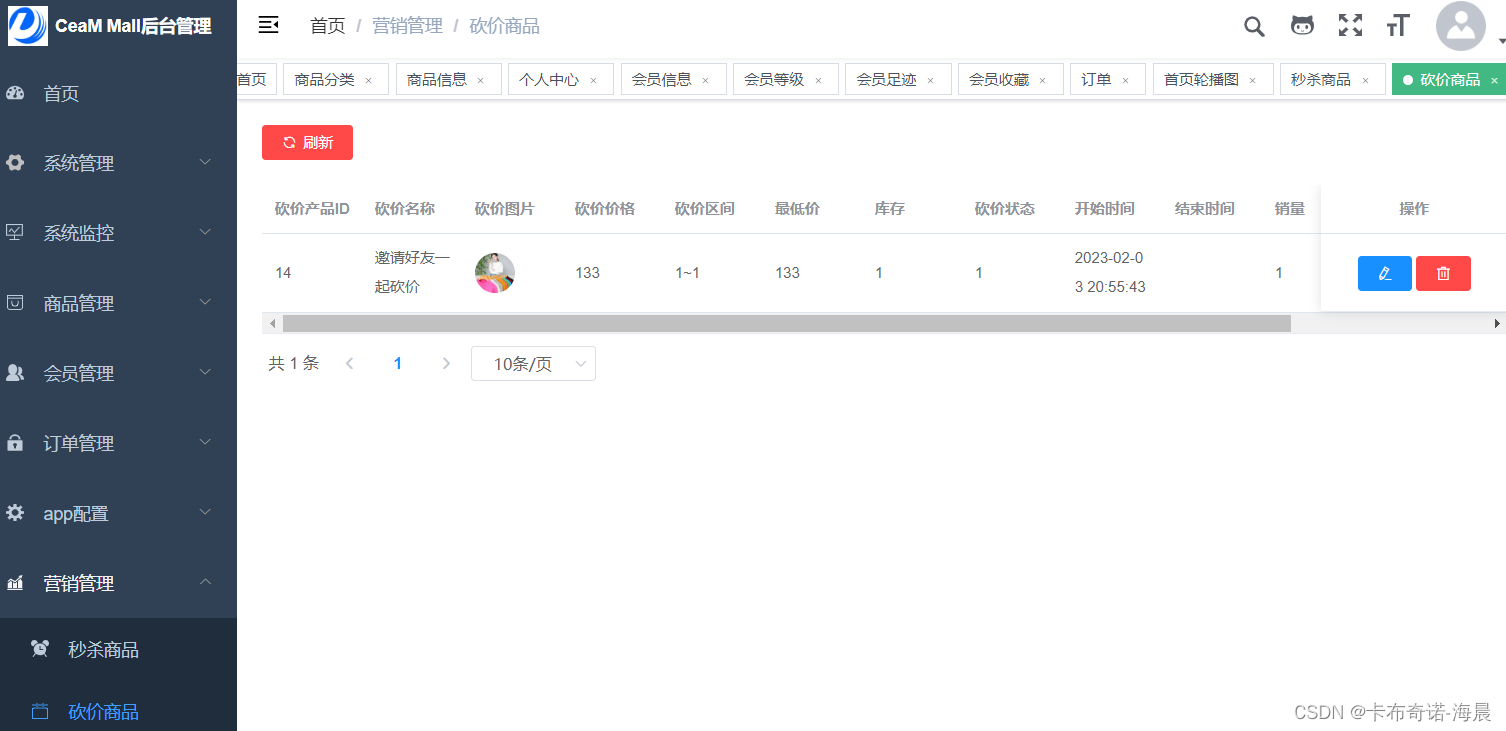 CeaM Mall后台管理
首页 / 营销管理 / 砍价商品
首页 商品分类 × 商品信息 × 个人中心 × 会员信息 × 会员等级 × 会员足迹 × 会员收藏 × 订单 × 首页轮播图 × 秒杀商品 × 砍价商品 ×
首页
系统管理
系统监控
商品管理
会员管理
订单管理
app配置
营销管理
秒杀商品
砍价商品
刷新
砍价产品ID 砍价名称 砍价图片 砍价价格 砍价区间 最低价 库存 砍价状态 开始时间 结束时间 销量 操作
14 邀请好友一 133 1~1 133 1 1 2023-02-0 1
起砍价 3 20:55:43
共 1 条 1 10条/页
CSDN @卡布奇诺-海晨